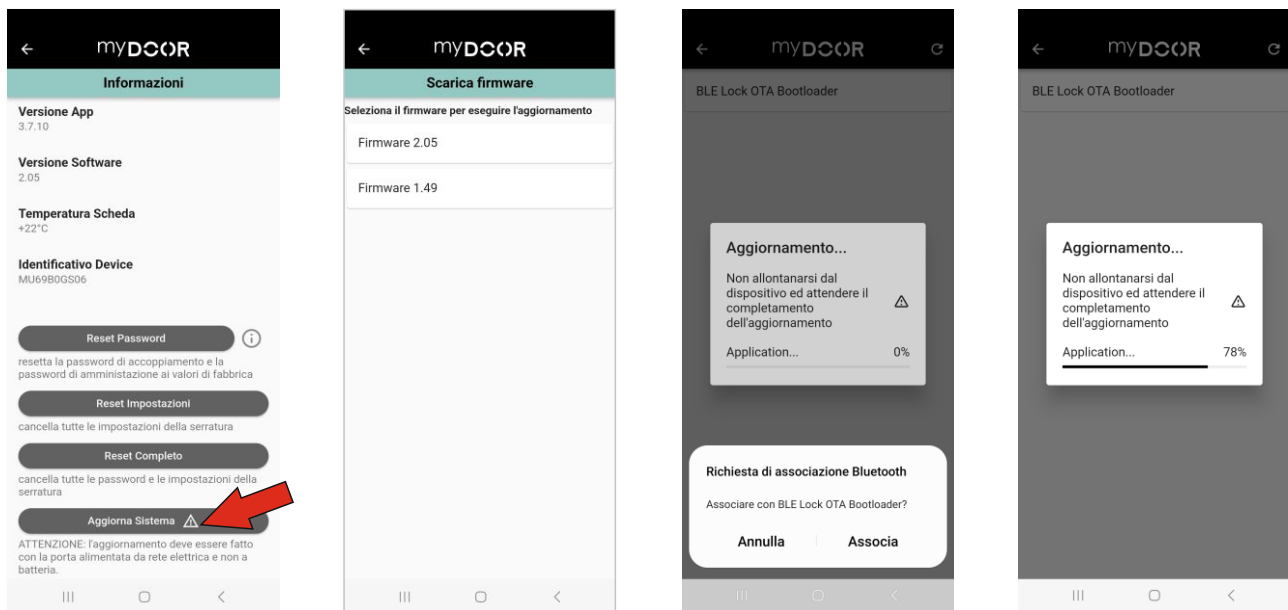 myDOOR
Informazioni
Versione App
3.7.10
Versione Software
2.05
Temperatura Scheda
+22°C
Identificativo Device
MU69B0GS06
Reset Password
resetta la password di accoppiamento e la
password di amministazione ai valori di fabbrica
Reset Impostazioni
cancella tutte le impostazioni della serratura
Reset Completo
cancella tutte le password e le impostazioni della
serratura
Aggiorna Sistema
ATTENZIONE: l'aggiornamento deve essere fatto
con la porta alimentata da rete elettrica e non a
batteria.
myDOOR
Scarica firmware
Seleziona il firmware per eseguire l'aggiornamento
Firmware 2.05
Firmware 1.49
myDOOR
BLE Lock OTA Bootloader
Aggiornamento...
Non allontanarsi dal
dispositivo ed attendere il
completamento
dell'aggiornamento
Application... 0%
Richiesta di associazione Bluetooth
Associare con BLE Lock OTA Bootloader?
Annulla Associa
myDOOR
BLE Lock OTA Bootloader
Aggiornamento...
Non allontanarsi dal
dispositivo ed attendere il
completamento
dell'aggiornamento
Application... 78%